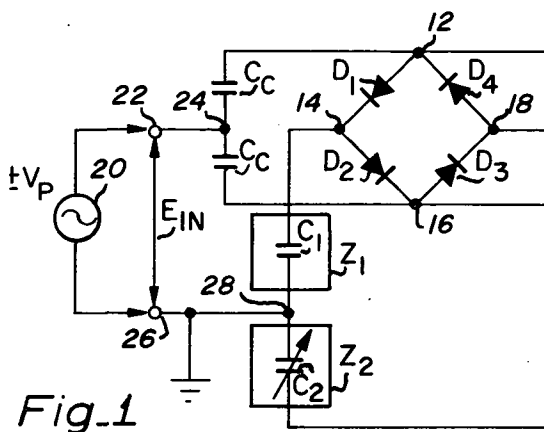 12
C_C
D_1
D_4
22
24
14
18
±V_P
20
C_C
D_2
D_3
E_IN
16
C_1
Z_1
28
26
C_2
Z_2
Fig_1